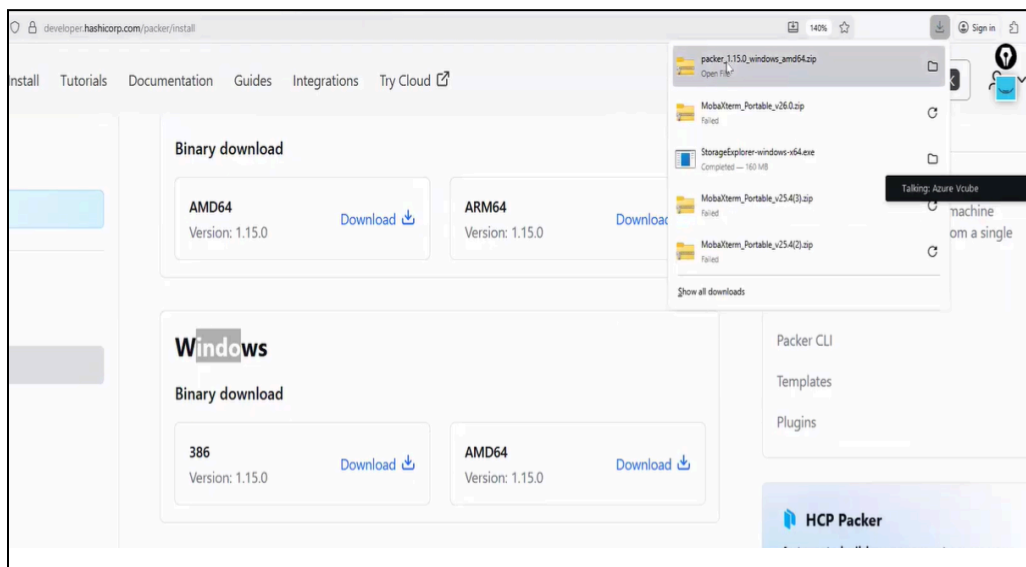 developer.hashicorp.com/packer/install
140%
Sign in
Install Tutorials Documentation Guides Integrations Try Cloud
packer_1.15.0_windows_amd64.zip
Open File
MobaXterm_Portable_v26.0.zip
Failed
StorageExplorer-windows-x64.exe
Completed — 160 MB
MobaXterm_Portable_v25.4(3).zip
Failed
MobaXterm_Portable_v25.4(2).zip
Failed
Show all downloads
Talking: Azure Vcube
machine
om a single
Binary download
AMD64
Version: 1.15.0
Download
ARM64
Version: 1.15.0
Download
Windows
Binary download
386
Version: 1.15.0
Download
AMD64
Version: 1.15.0
Download
Packer CLI
Templates
Plugins
HCP Packer